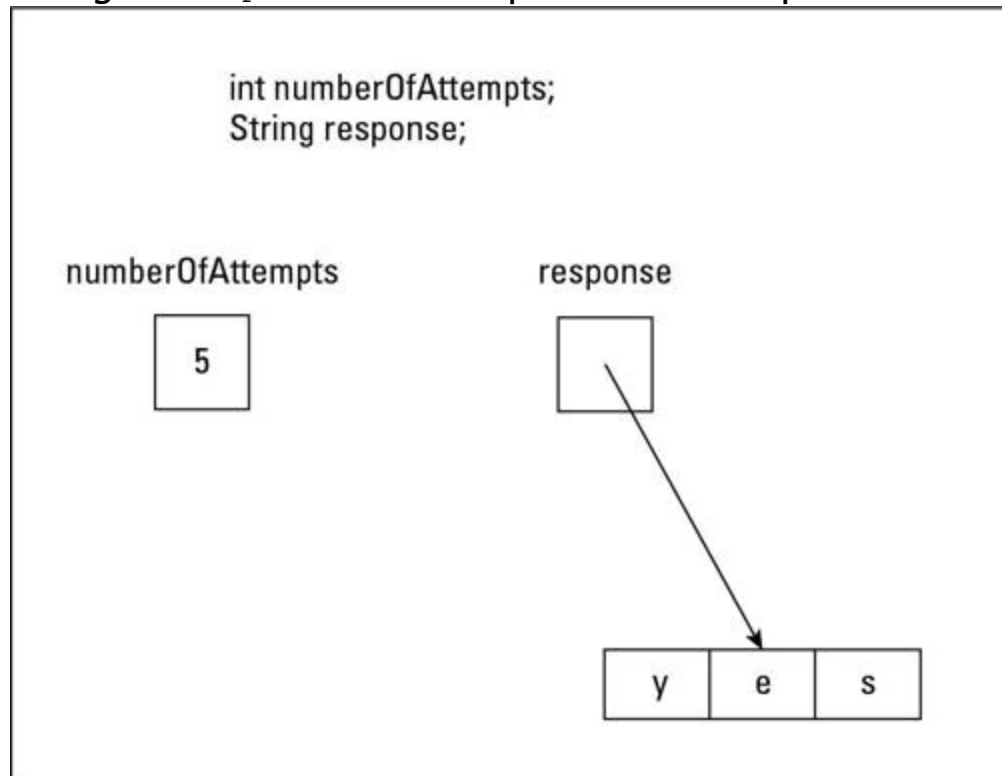 int numberOfAttempts;
String response;
numberOfAttempts response
5
y e s